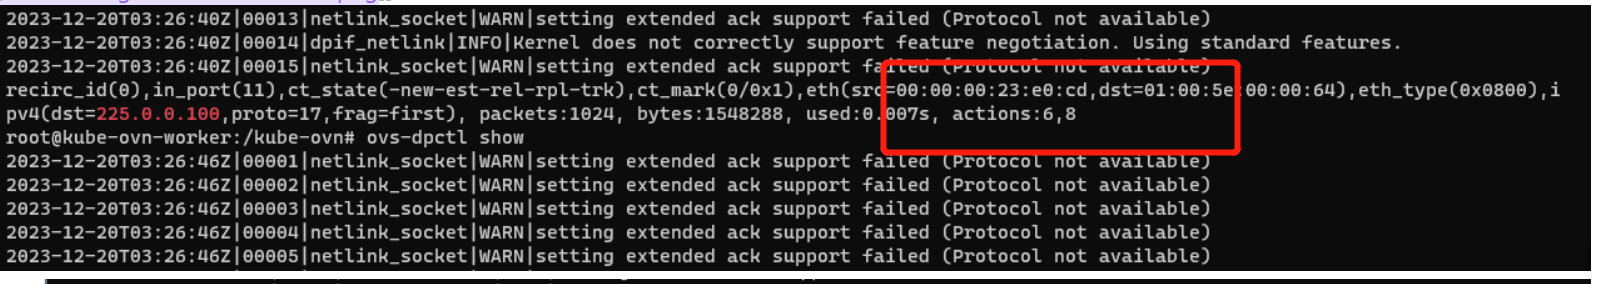 2023-12-20T03:26:40Z|00013|netlink_socket|WARN|setting extended ack support failed (Protocol not available)
2023-12-20T03:26:40Z|00014|dpif_netlink|INFO|Kernel does not correctly support feature negotiation. Using standard features.
2023-12-20T03:26:40Z|00015|netlink_socket|WARN|setting extended ack support failed (Protocol not available)
recirc_id(0),in_port(11),ct_state(-new-est-rel-rpl-trk),ct_mark(0/0x1),eth(src=00:00:00:23:e0:cd,dst=01:00:5e:00:00:64),eth_type(0x0800),i
pv4(dst=225.0.0.100,proto=17,frag=first), packets:1024, bytes:1548288, used:0.007s, actions:6,8
root@kube-ovn-worker:/kube-ovn# ovs-dpctl show
2023-12-20T03:26:46Z|00001|netlink_socket|WARN|setting extended ack support failed (Protocol not available)
2023-12-20T03:26:46Z|00002|netlink_socket|WARN|setting extended ack support failed (Protocol not available)
2023-12-20T03:26:46Z|00003|netlink_socket|WARN|setting extended ack support failed (Protocol not available)
2023-12-20T03:26:46Z|00004|netlink_socket|WARN|setting extended ack support failed (Protocol not available)
2023-12-20T03:26:46Z|00005|netlink_socket|WARN|setting extended ack support failed (Protocol not available)